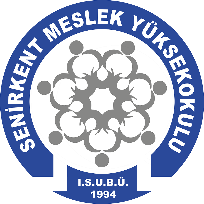 SENİRKENT MESLEK YÜKSEKOKULU
I.S.U.B.Ü.
1994